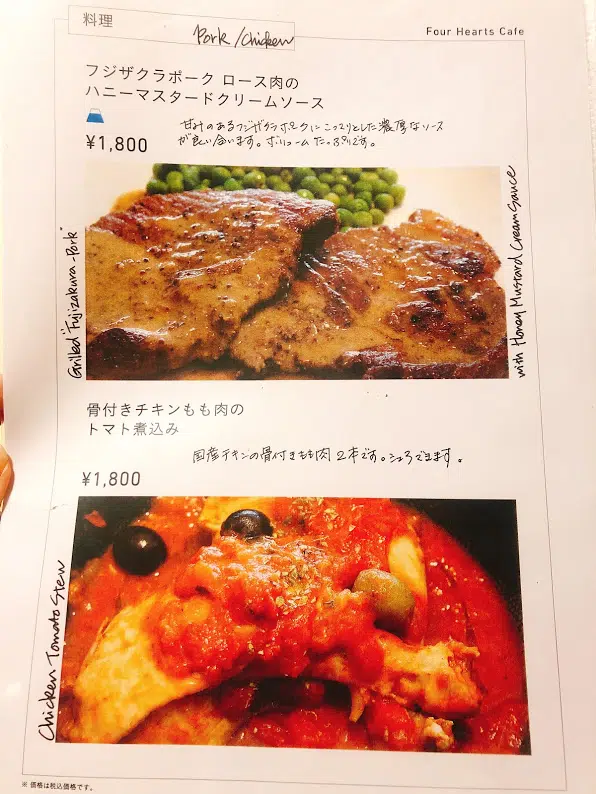 料理
Pork/chicken
Four Hearts Cafe
フジザクラポーク ロース肉の
ハニーマスタードクリームソース
¥1,800
甘みのあるフジザクラポークにこってりとした濃厚なソース
が良い合います。ボリュームたっぷりです。
Grilled "Fujizakura-Pork"
with Honey Mustard Cream Sauce
骨付きチキンもも肉の
トマト煮込み
国産チキンの骨付きもも肉2本です。シェアできます。
¥1,800
Chicken Tomato Stew
※ 価格は税込価格です。